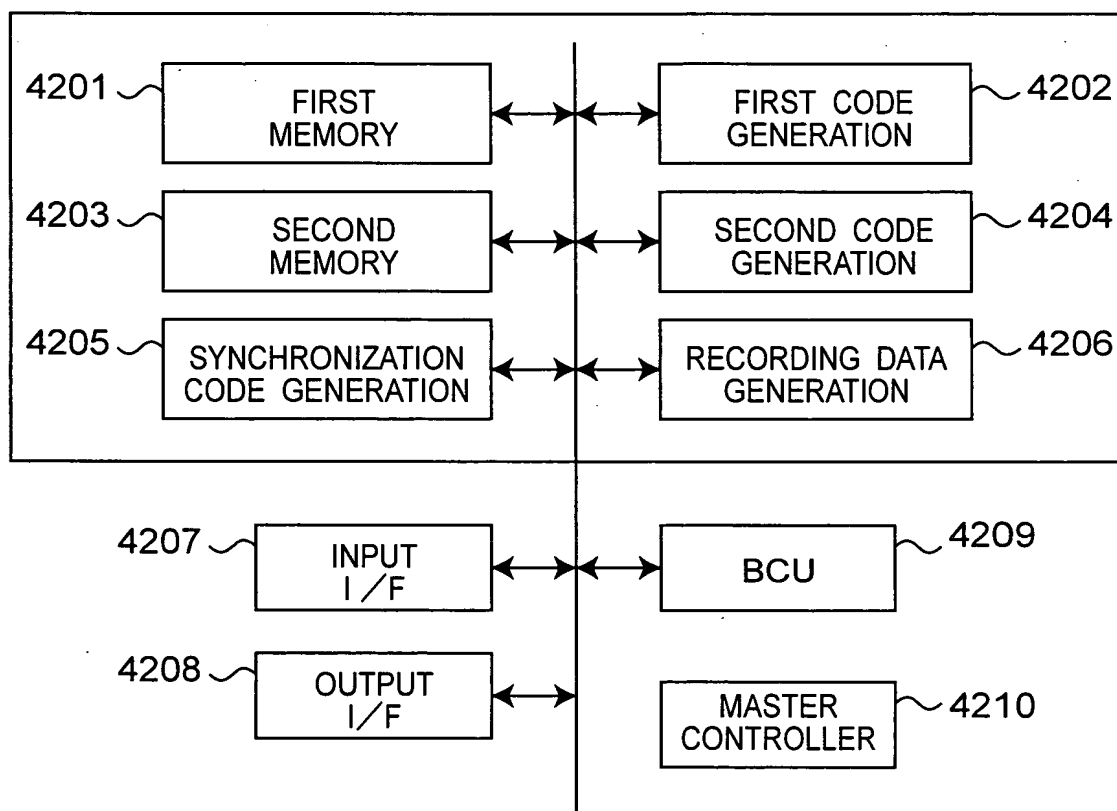 4201
FIRST
MEMORY
FIRST CODE
GENERATION
4202
4203
SECOND
MEMORY
SECOND CODE
GENERATION
4204
4205
SYNCHRONIZATION
CODE GENERATION
RECORDING DATA
GENERATION
4206
4207
INPUT
I/F
BCU
4209
4208
OUTPUT
I/F
MASTER
CONTROLLER
4210